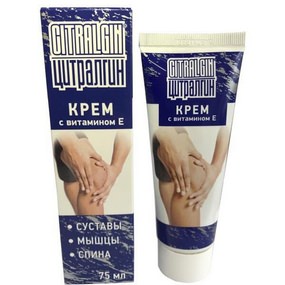 CITRALGIN
ЦИТРАЛГИН
КРЕМ
с витамином Е
• СУСТАВЫ
• МЫШЦЫ
• СПИНА
75 мл
CITRALGIN
ЦИТРАЛГИН
КРЕМ
с витамином Е